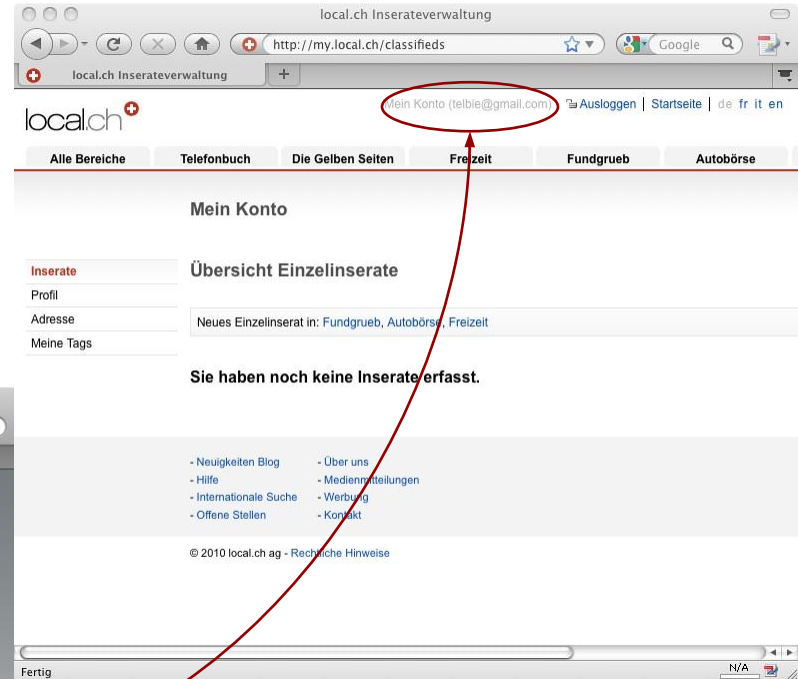 local.ch Inserateverwaltung
http://my.local.ch/classifieds
Google
local.ch Inserateverwaltung
local.ch
Mein Konto (telbie@gmail.com) Ausloggen | Startseite | de fr it en
Alle Bereiche Telefonbuch Die Gelben Seiten Freizeit Fundgrueb Autobörse
Mein Konto
Inserate
Profil
Adresse
Meine Tags
Übersicht Einzelinserate
Neues Einzelinserat in: Fundgrueb, Autobörse, Freizeit
Sie haben noch keine Inserate erfasst.
- Neuigkeiten Blog
- Hilfe
- Internationale Suche
- Offene Stellen
- Über uns
- Medienmitteilungen
- Werbung
- Kontakt
© 2010 local.ch ag - Rechtliche Hinweise
Fertig
N/A